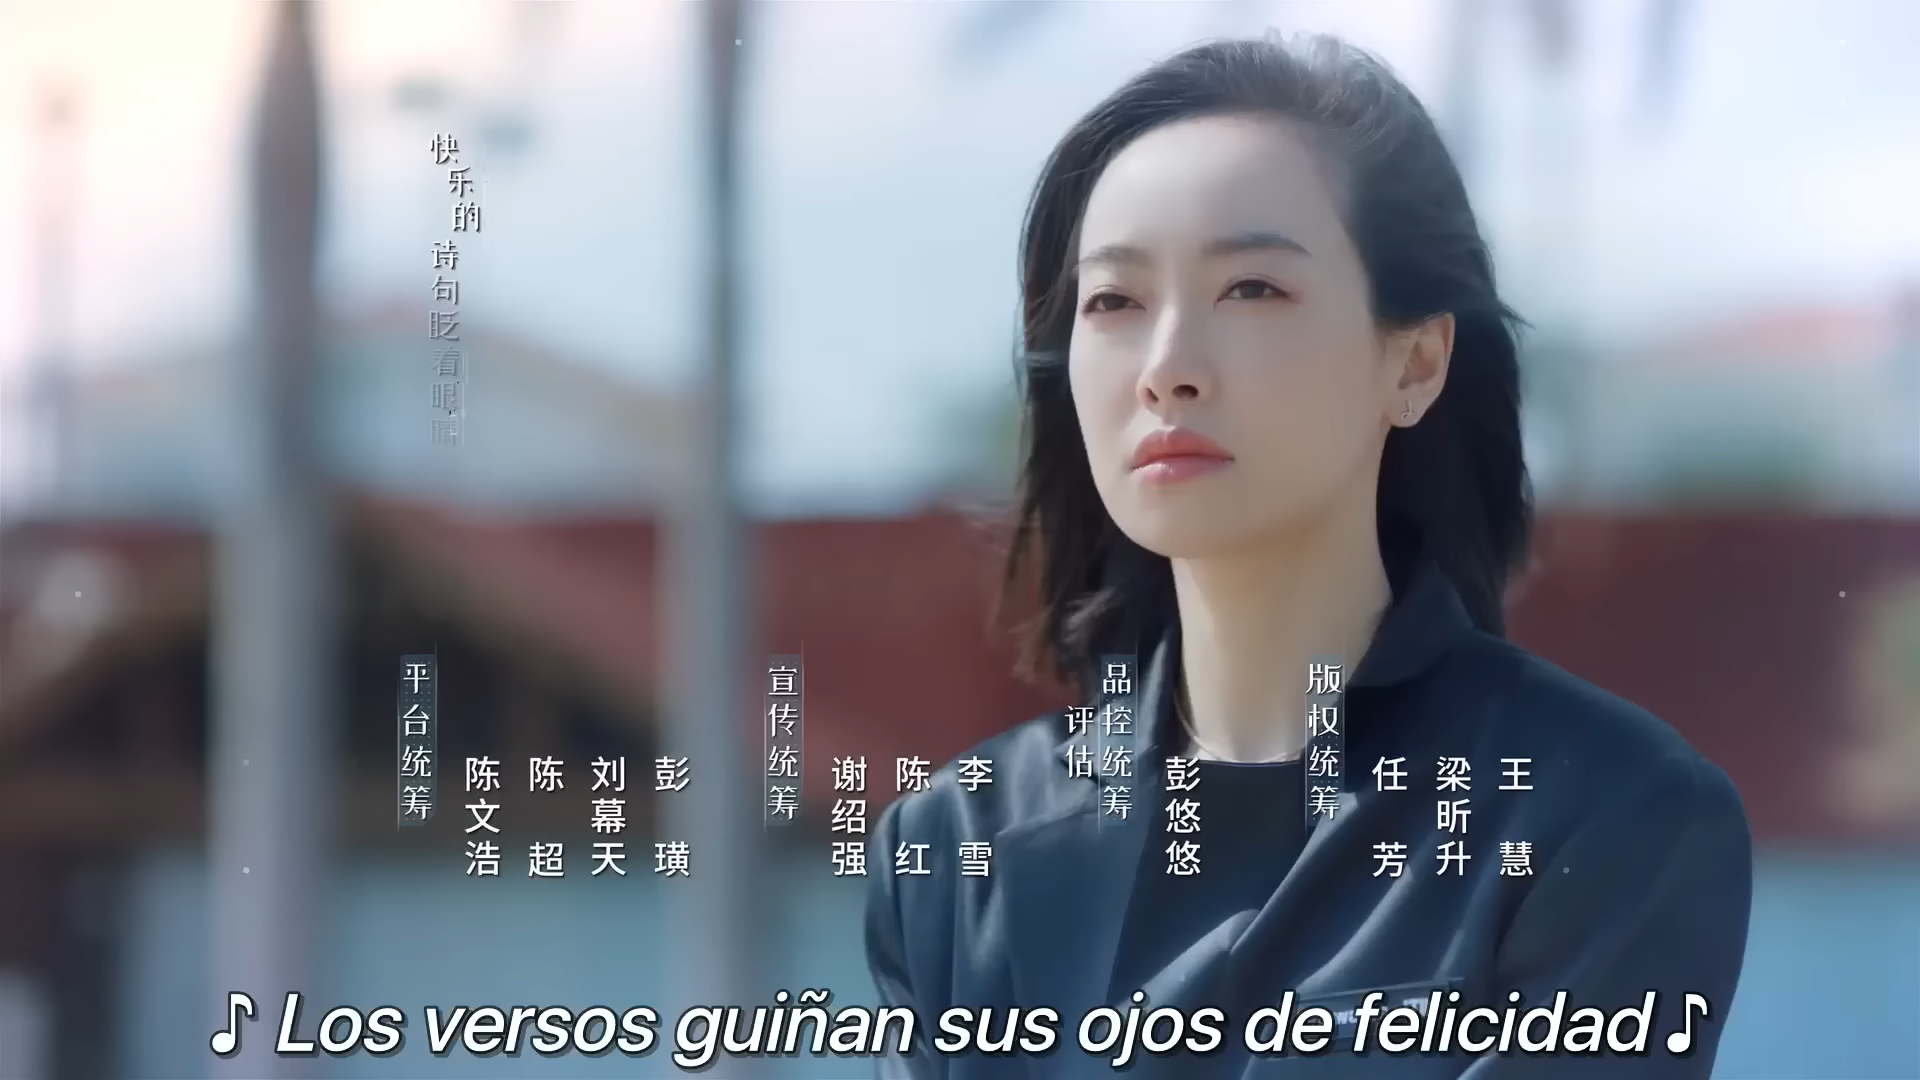 快乐的诗句眨着眼睛
平台统筹
陈文浩
陈超
刘幕天
彭璜
宣传统筹
谢绍强
陈红
李雪
品控统筹
评估
彭悠悠
版权统筹
任芳
梁昕升
王慧
♪ Los versos guiñan sus ojos de felicidad ♪